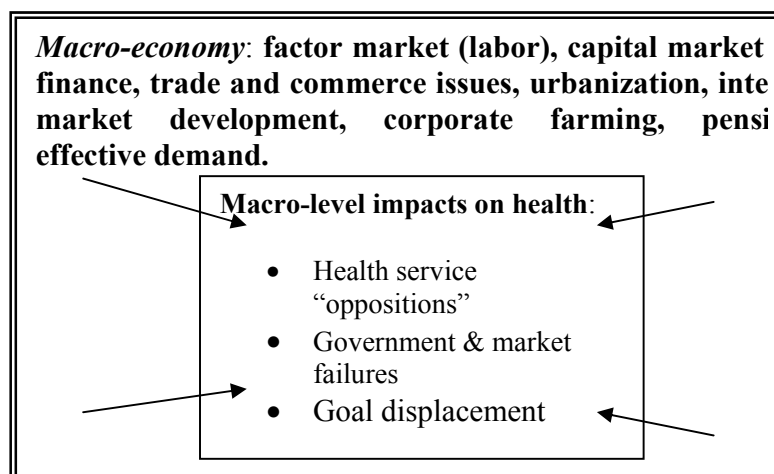 Macro-economy: factor market (labor), capital market
finance, trade and commerce issues, urbanization, inte
market development, corporate farming, pensi
effective demand.
Macro-level impacts on health:
• Health service
“oppositions”
• Government & market
failures
• Goal displacement